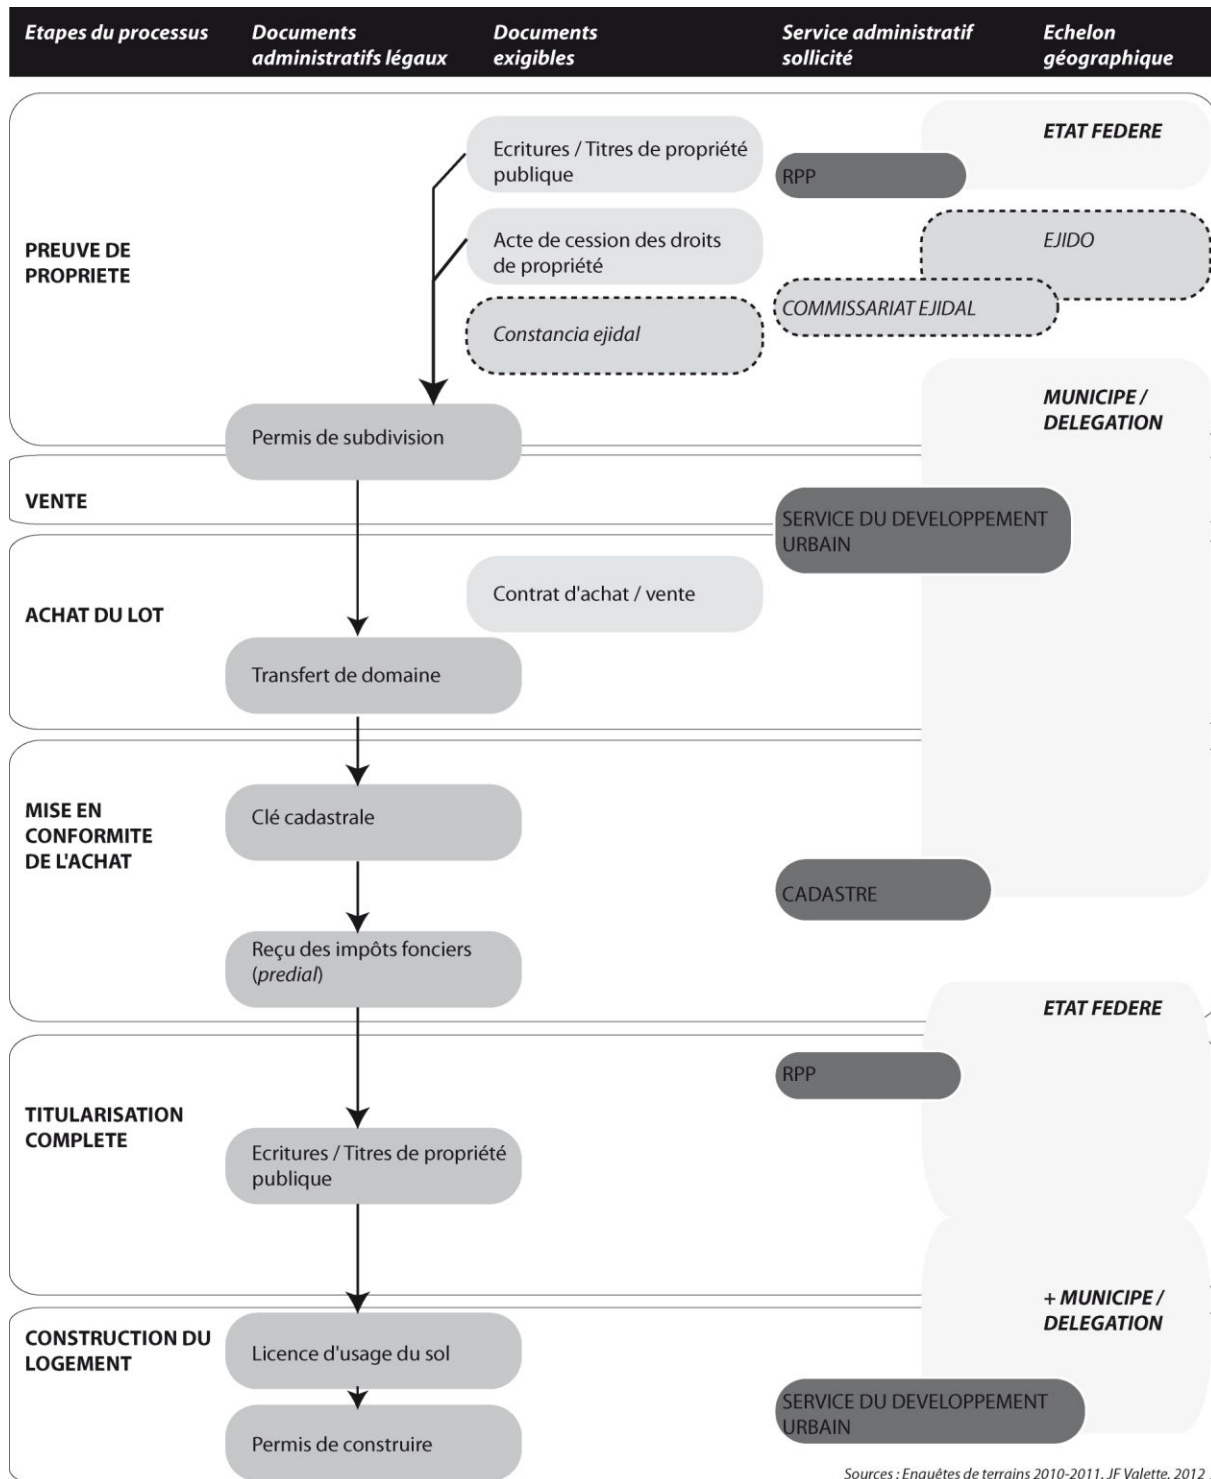 Etapes du processus
Documents
administratifs légaux
Documents
exigibles
Service administratif
sollicité
Echelon
géographique
PREUVE DE
PROPRIETE
Ecritures / Titres de propriété
publique
RPP
ETAT FEDERE
Acte de cession des droits
de propriété
EJIDO
Constancia ejidal
COMMISSARIAT EJIDAL
Permis de subdivision
MUNICIPE /
DELEGATION
VENTE
SERVICE DU DEVELOPPEMENT
URBAIN
ACHAT DU LOT
Contrat d'achat / vente
Transfert de domaine
MISE EN
CONFORMITE
DE L'ACHAT
Clé cadastrale
CADASTRE
Reçu des impôts fonciers
(predial)
ETAT FEDERE
TITULARISATION
COMPLETE
RPP
Ecritures / Titres de propriété
publique
+ MUNICIPE /
DELEGATION
CONSTRUCTION DU
LOGEMENT
Licence d'usage du sol
SERVICE DU DEVELOPPEMENT
URBAIN
Permis de construire
Sources : Enquêtes de terrains 2010-2011, JF Valette, 2012